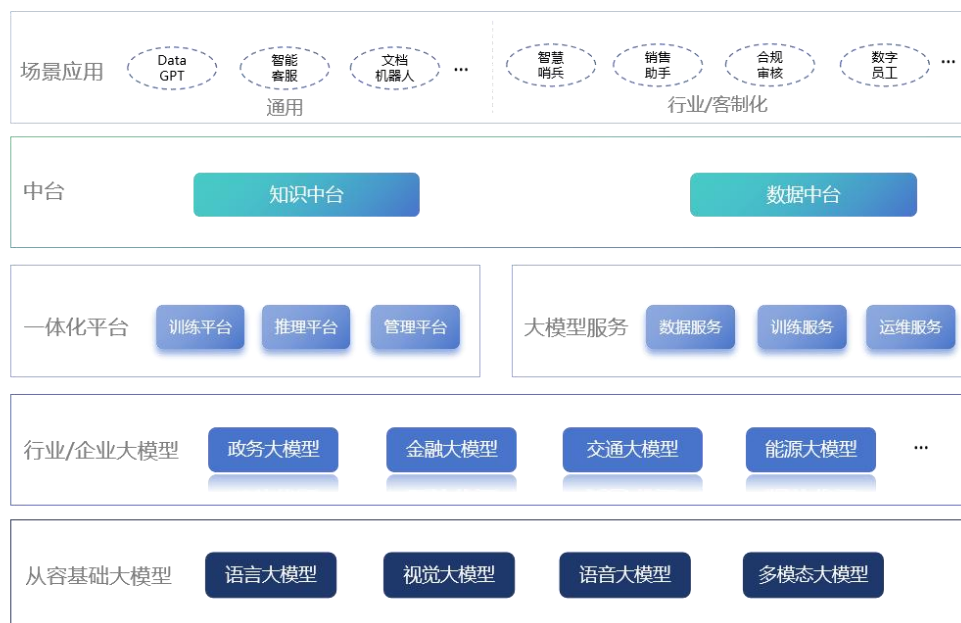 场景应用
Data
GPT
智能
客服
文档
机器人
...
通用
智慧
哨兵
销售
助手
合规
审核
数字
员工
...
行业/客制化
中台
知识中台
数据中台
一体化平台
训练平台
推理平台
管理平台
大模型服务
数据服务
训练服务
运维服务
行业/企业大模型
政务大模型
金融大模型
交通大模型
能源大模型
...
从容基础大模型
语言大模型
视觉大模型
语音大模型
多模态大模型